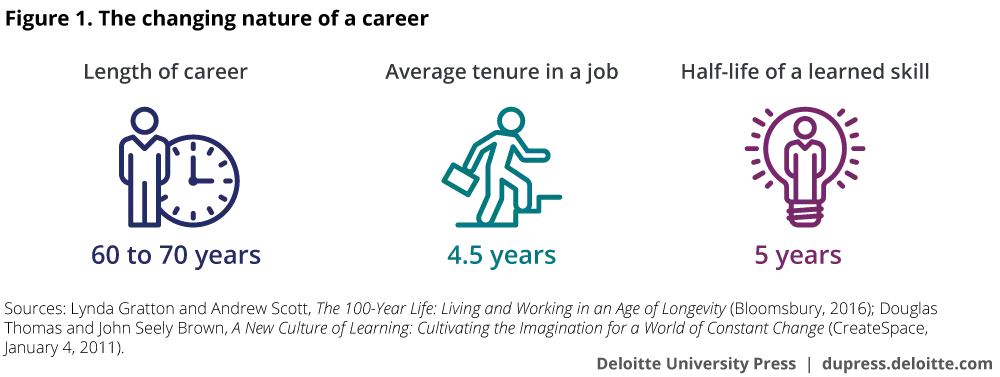 Figure 1. The changing nature of a career
Length of career
Average tenure in a job
Half-life of a learned skill
60 to 70 years
4.5 years
5 years
Sources: Lynda Gratton and Andrew Scott, The 100-Year Life: Living and Working in an Age of Longevity (Bloomsbury, 2016); Douglas
Thomas and John Seely Brown, A New Culture of Learning: Cultivating the Imagination for a World of Constant Change (CreateSpace,
January 4, 2011).
Deloitte University Press | dupress.deloitte.com